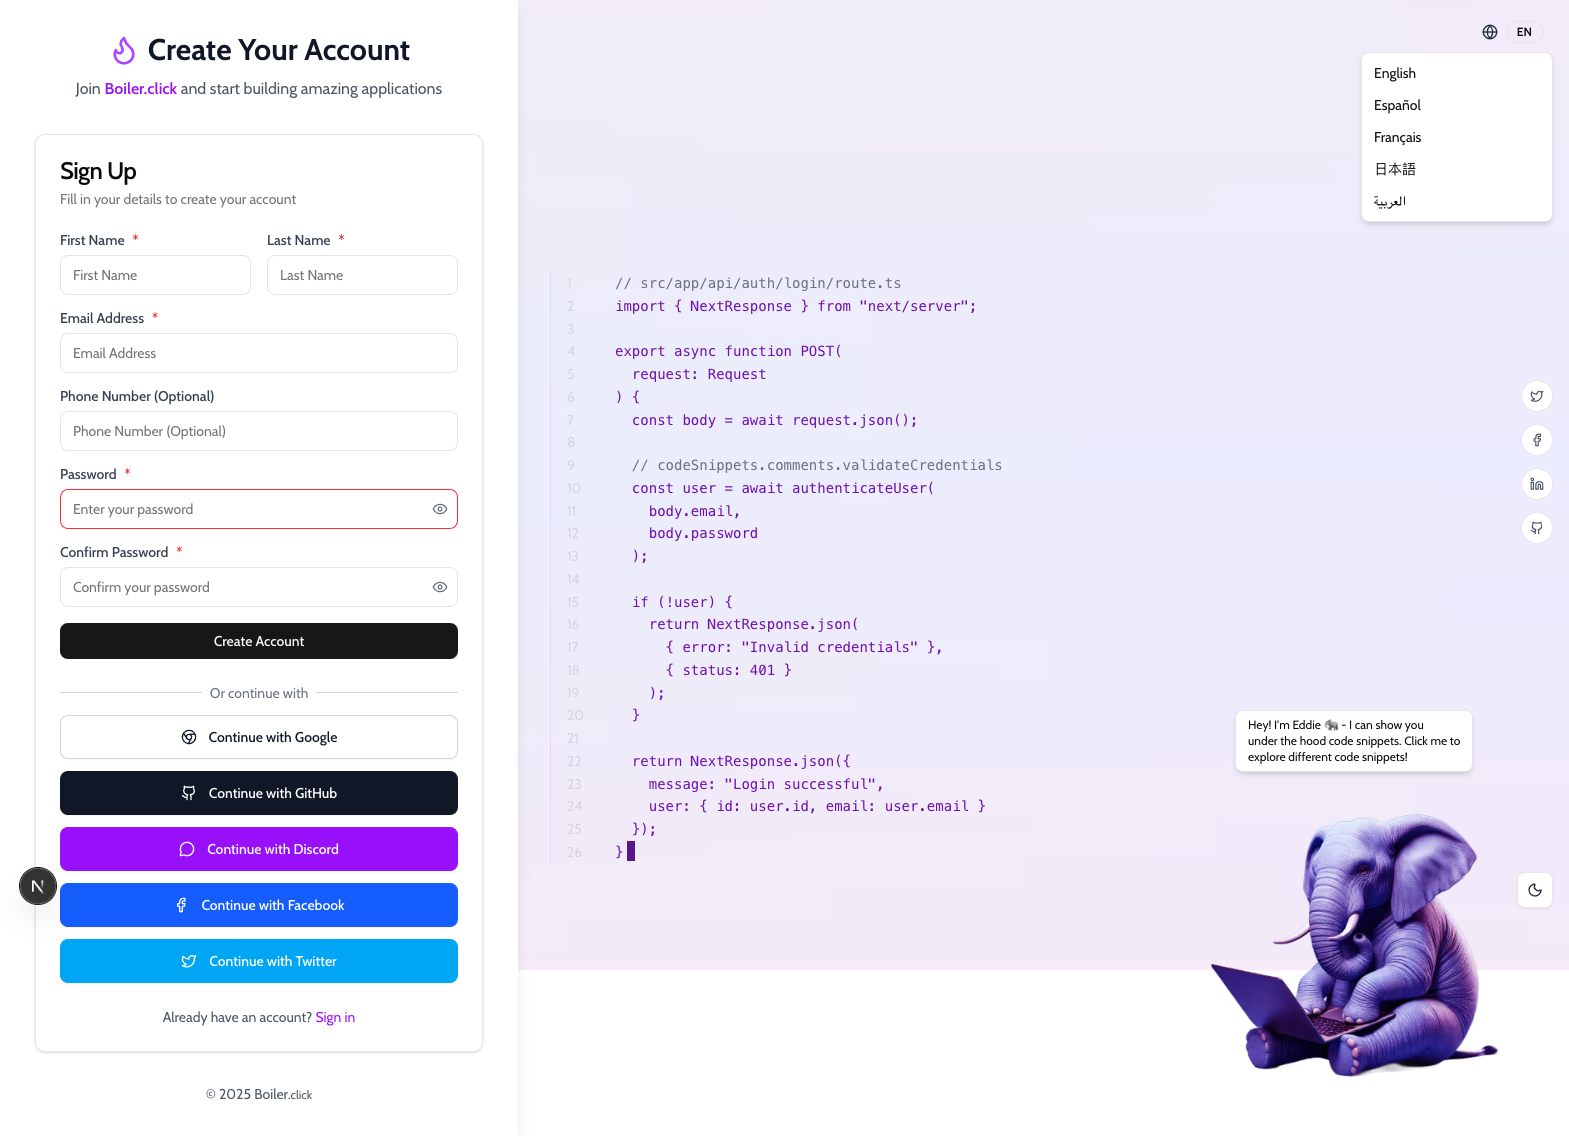 Create Your Account
Join Boiler.click and start building amazing applications
Sign Up
Fill in your details to create your account
First Name *
Last Name *
First Name
Last Name
Email Address *
Email Address
Phone Number (Optional)
Phone Number (Optional)
Password *
Enter your password
Confirm Password *
Confirm your password
Create Account
Or continue with
Continue with Google
Continue with GitHub
Continue with Discord
Continue with Facebook
Continue with Twitter
Already have an account? Sign in
© 2025 Boiler.click
N
EN
English
Español
Français
日本語
العربية
1 // src/app/api/auth/login/route.ts
2 import { NextResponse } from "next/server";
3
4 export async function POST(
5   request: Request
6 ) {
7   const body = await request.json();
8
9   // codeSnippets.comments.validateCredentials
10   const user = await authenticateUser(
11     body.email,
12     body.password
13   );
14
15   if (!user) {
16     return NextResponse.json(
17       { error: "Invalid credentials" },
18       { status: 401 }
19     );
20   }
21
22   return NextResponse.json({
23     message: "Login successful",
24     user: { id: user.id, email: user.email }
25   });
26 }
Hey! I'm Eddie 🐘 - I can show you
under the hood code snippets. Click me to
explore different code snippets!